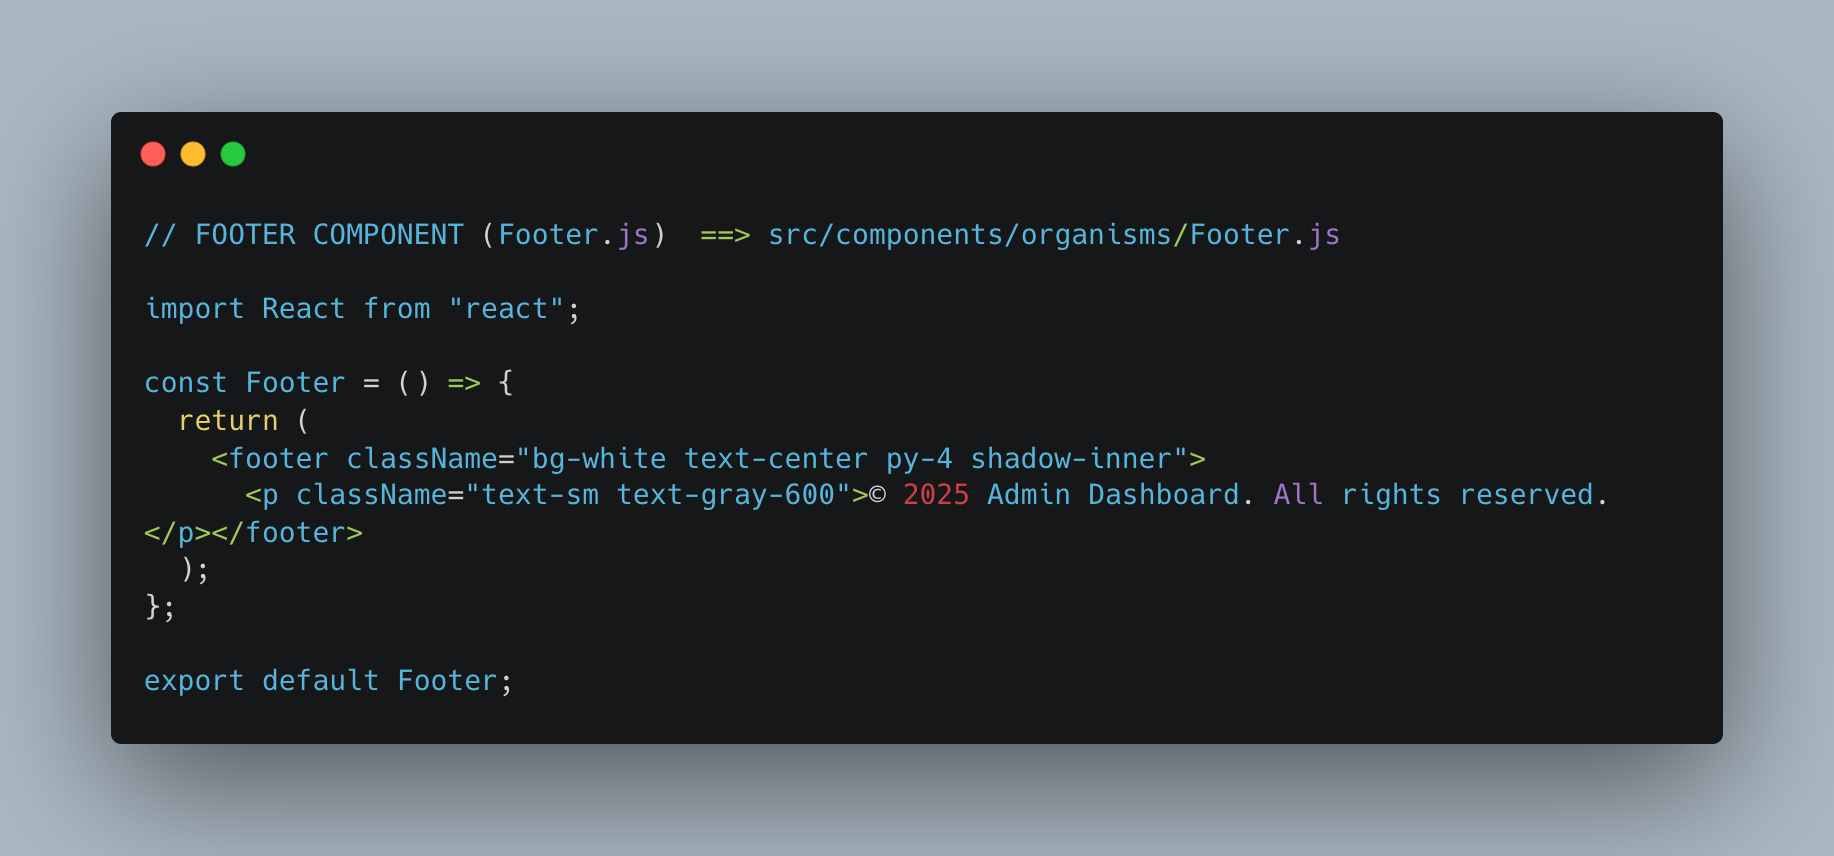 // FOOTER COMPONENT (Footer.js)  ==> src/components/organisms/Footer.js

import React from "react";

const Footer = () => {
  return (
    <footer className="bg-white text-center py-4 shadow-inner">
      <p className="text-sm text-gray-600">© 2025 Admin Dashboard. All rights reserved.
</p></footer>
  );
};

export default Footer;